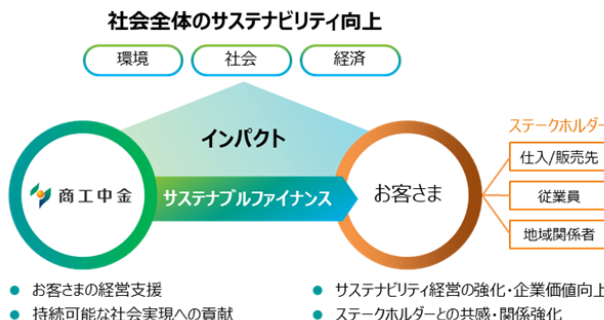 社会全体のサステナビリティ向上
環境
社会
経済
インパクト
商工中金
サステナブルファイナンス
お客さま
ステークホルダー
仕入/販売先
従業員
地域関係者
● お客さまの経営支援
● 持続可能な社会実現への貢献
● サステナビリティ経営の強化・企業価値向上
● ステークホルダーとの共感・関係強化